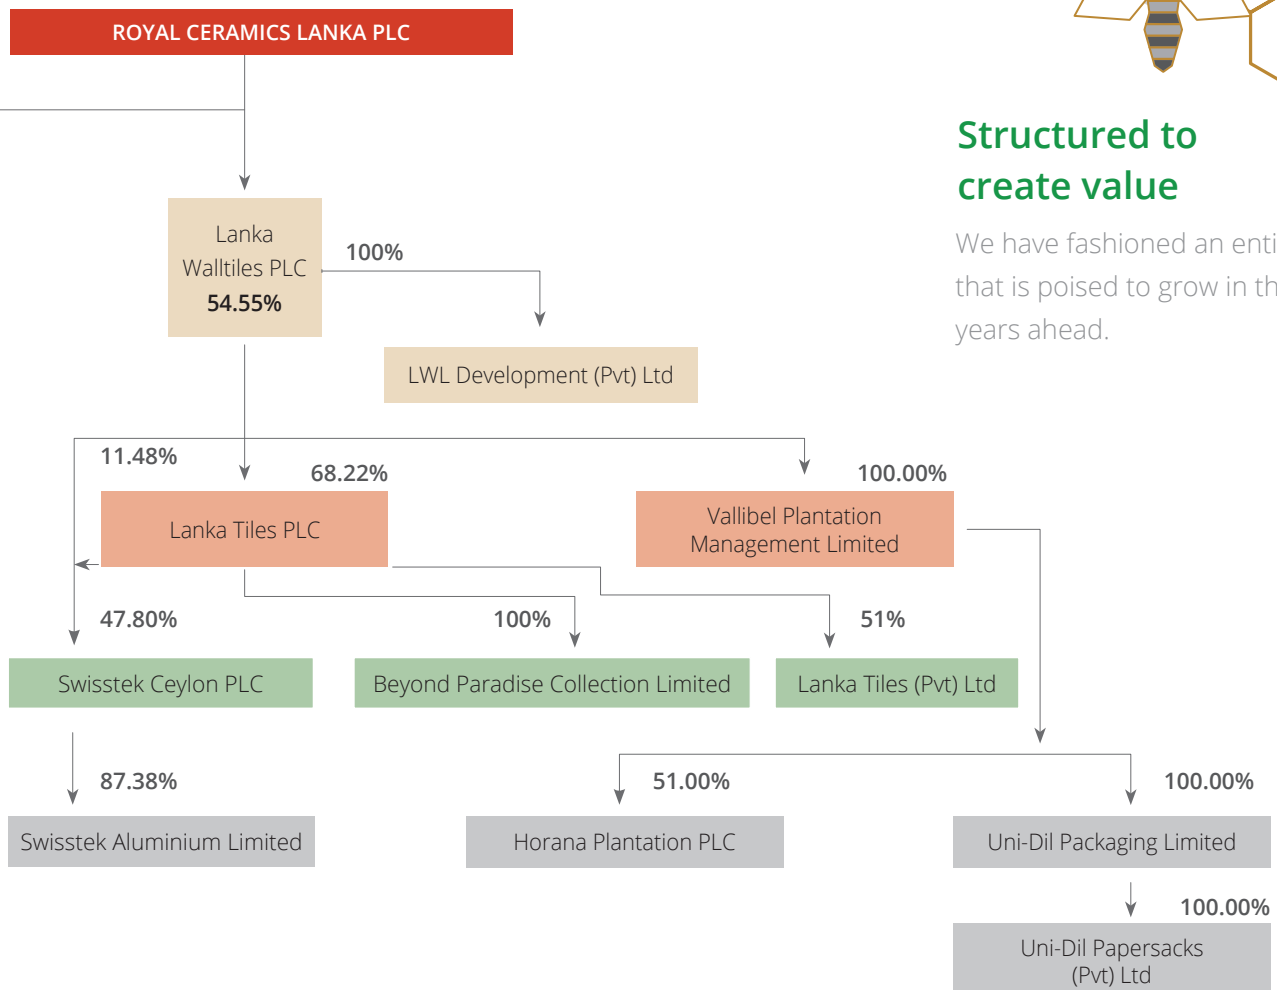 ROYAL CERAMICS LANKA PLC
Structured to
create value
We have fashioned an enti
that is poised to grow in th
years ahead.
Lanka
Walltiles PLC
54.55%
100%
LWL Development (Pvt) Ltd
11.48%
68.22%
100.00%
Lanka Tiles PLC
Vallibel Plantation
Management Limited
47.80%
100%
51%
Swisstek Ceylon PLC
Beyond Paradise Collection Limited
Lanka Tiles (Pvt) Ltd
87.38%
51.00%
100.00%
Swisstek Aluminium Limited
Horana Plantation PLC
Uni-Dil Packaging Limited
100.00%
Uni-Dil Papersacks
(Pvt) Ltd